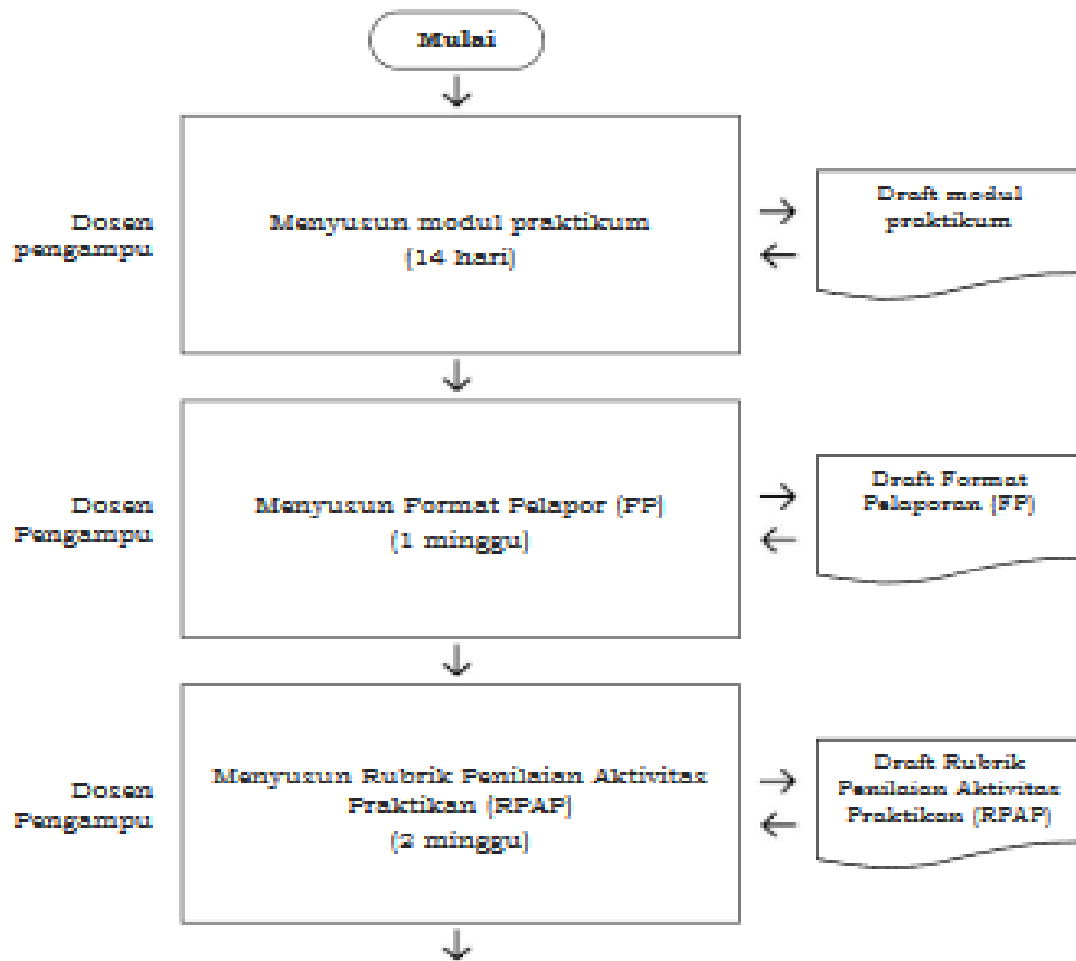 Mulai
Dosen
pengampu
Menyusun modul praktikum
(14 hari)
Draft modul
praktikum
Dosen
Pengampu
Menyusun Format Pelapor (FP)
(1 minggu)
Draft Format
Pelaporan (FP)
Dosen
Pengampu
Menyusun Rubrik Penilaian Aktivitas
Praktikan (RPAP)
(2 minggu)
Draft Rubrik
Penilaian Aktivitas
Praktikan (RPAP)